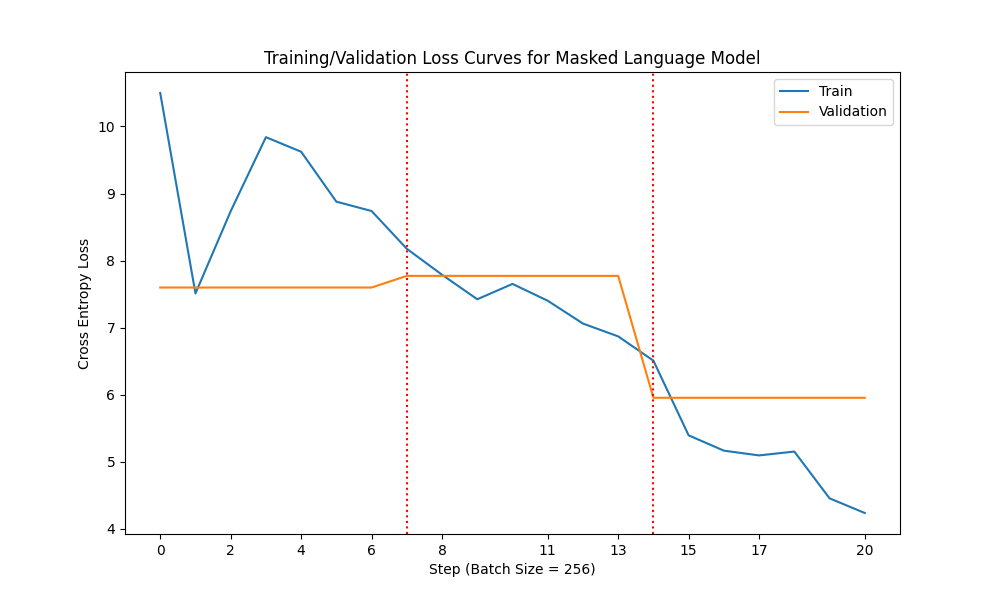 Training/Validation Loss Curves for Masked Language Model
Train
Validation
10
9
8
7
6
5
4
Cross Entropy Loss
0 2 4 6 8 11 13 15 17 20
Step (Batch Size = 256)